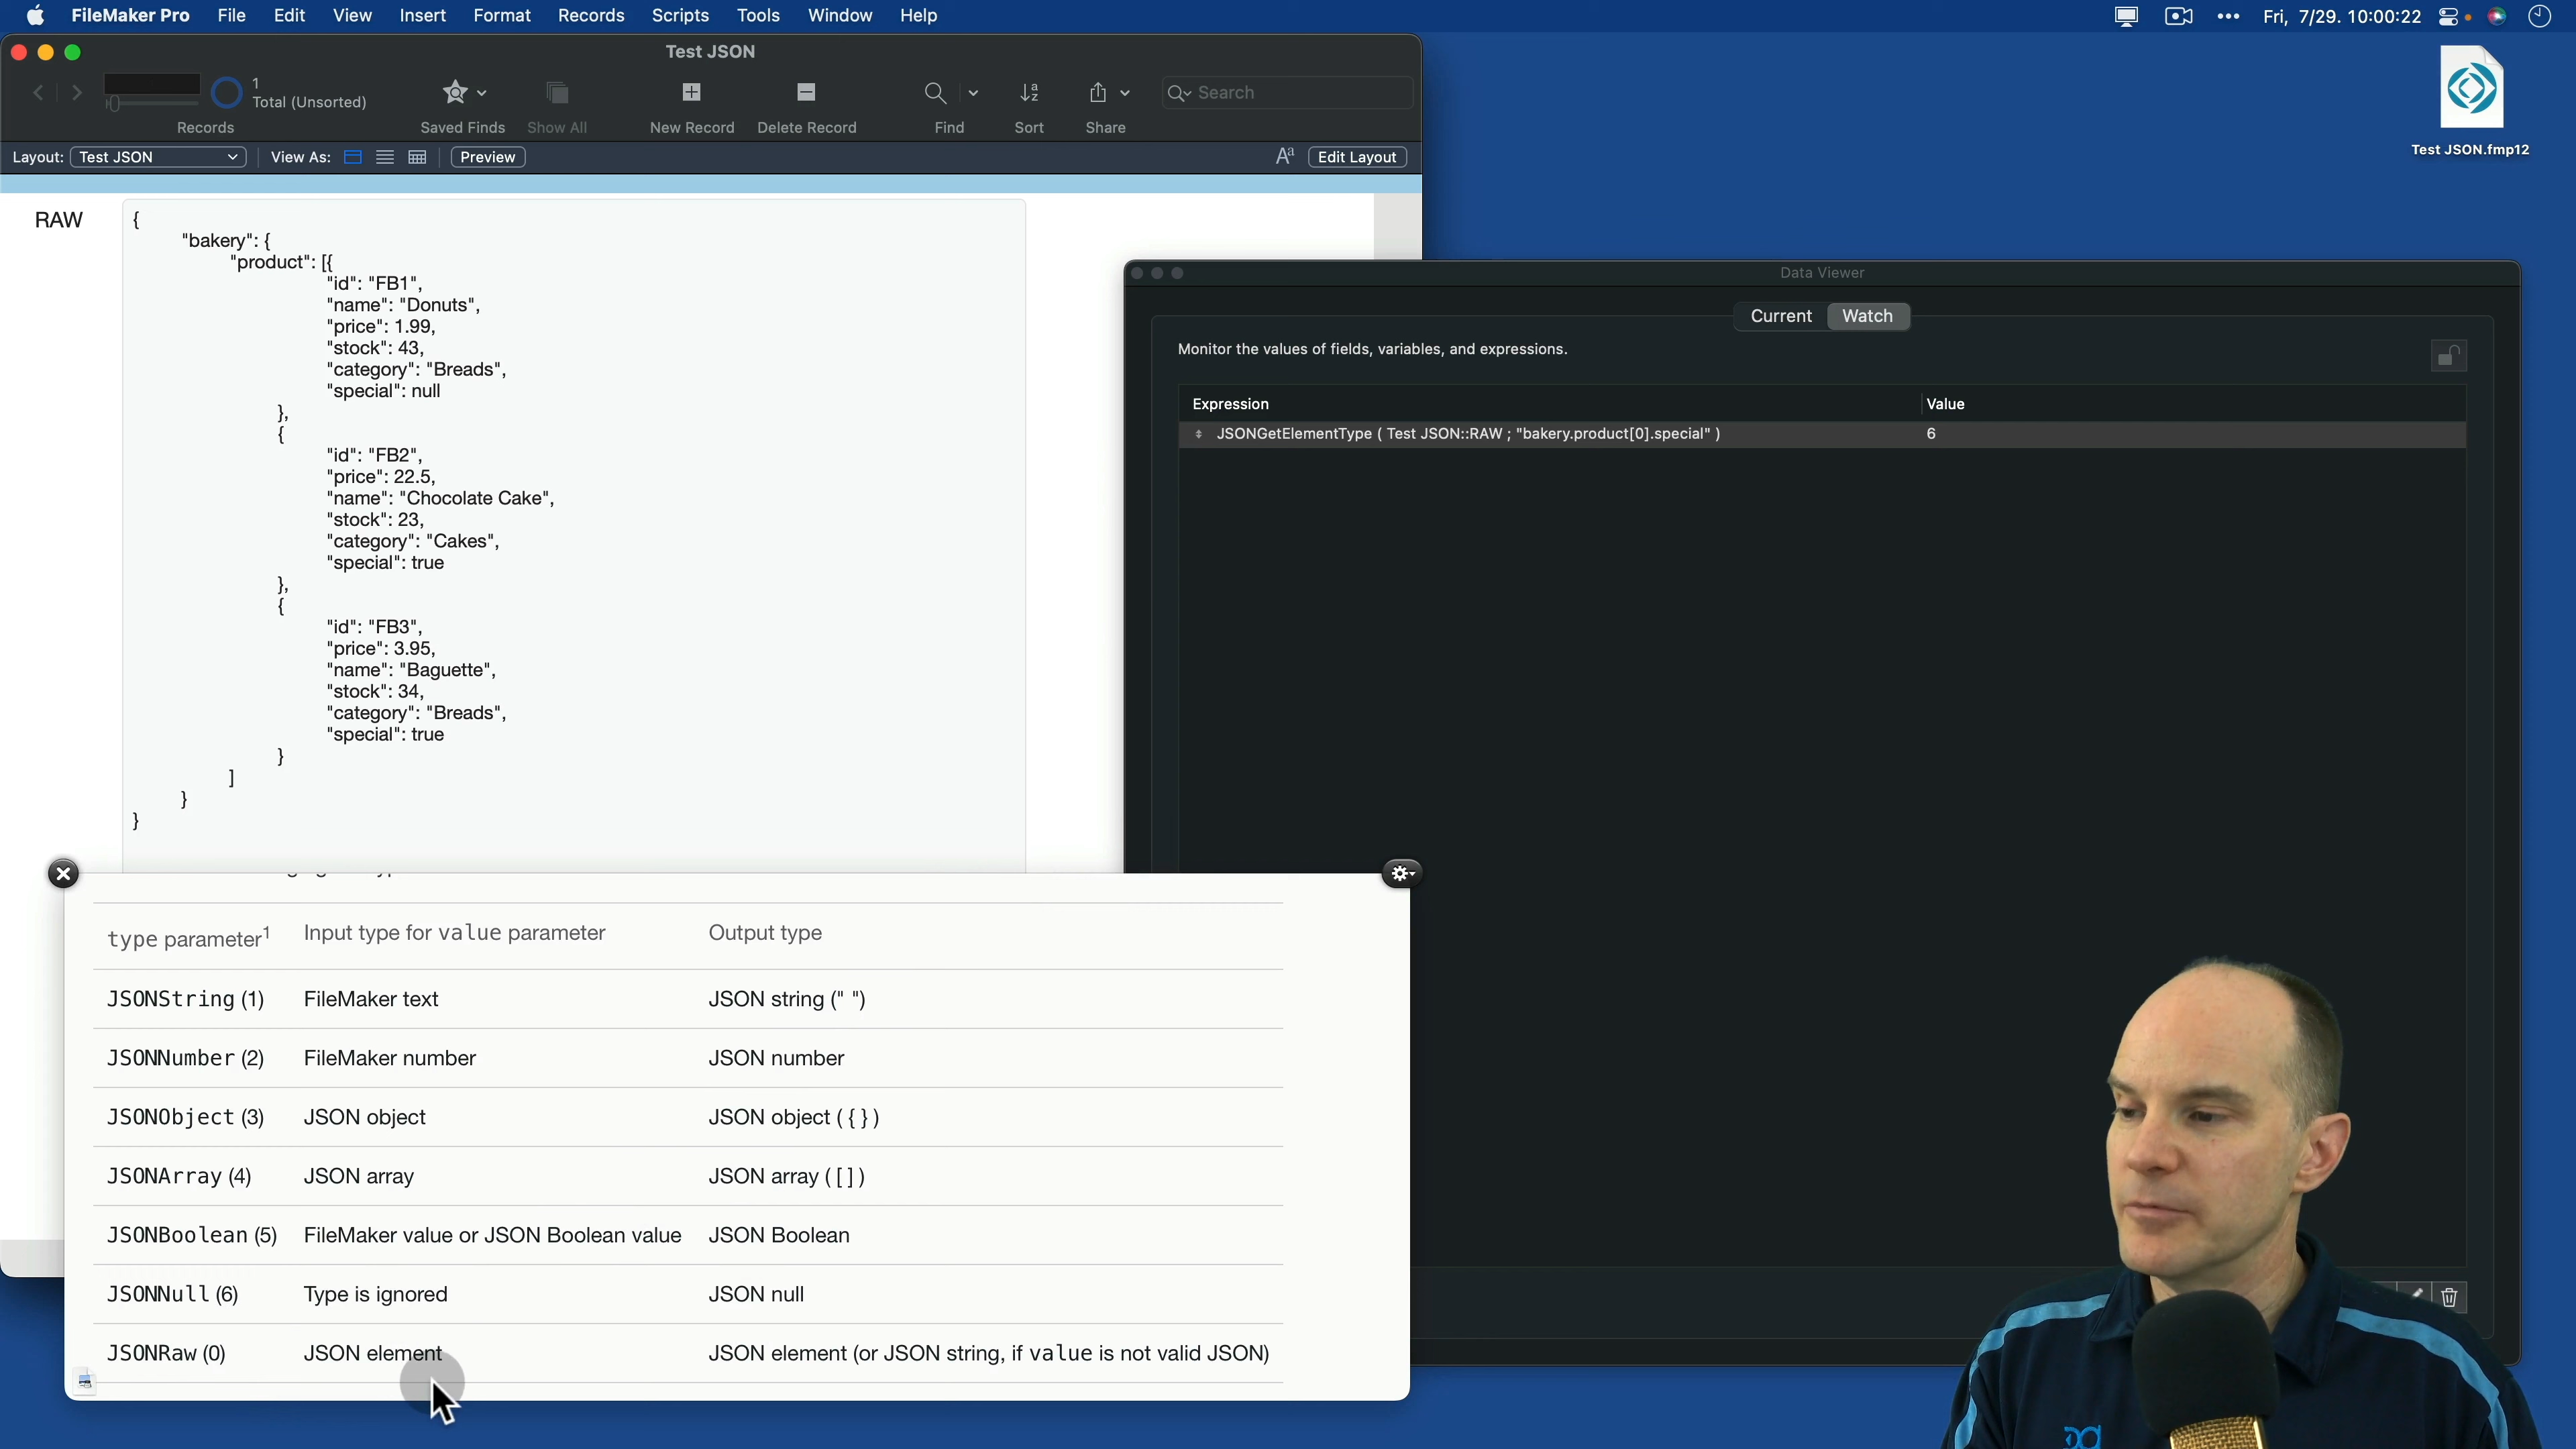 FileMaker Pro File Edit View Insert Format Records Scripts Tools Window Help
Fri, 7/29. 10:00:22
Test JSON
1
Total (Unsorted)
Search
Records Saved Finds Show All New Record Delete Record Find Sort Share
Layout: Test JSON View As: Preview Aa Edit Layout
Test JSON.fmp12
RAW
{
"bakery": {
"product": [{
"id": "FB1",
"name": "Donuts",
"price": 1.99,
"stock": 43,
"category": "Breads",
"special": null
},
{
"id": "FB2",
"price": 22.5,
"name": "Chocolate Cake",
"stock": 23,
"category": "Cakes",
"special": true
},
{
"id": "FB3",
"price": 3.95,
"name": "Baguette",
"stock": 34,
"category": "Breads",
"special": true
}
]
}
}
Data Viewer
Current Watch
Monitor the values of fields, variables, and expressions.
Expression Value
JSONGetElementType ( Test JSON::RAW ; "bakery.product[0].special" ) 6
type parameter1 Input type for value parameter Output type
JSONString (1) FileMaker text JSON string (" ")
JSONNumber (2) FileMaker number JSON number
JSONObject (3) JSON object JSON object ({})
JSONArray (4) JSON array JSON array ([])
JSONBoolean (5) FileMaker value or JSON Boolean value JSON Boolean
JSONNull (6) Type is ignored JSON null
JSONRaw (0) JSON element JSON element (or JSON string, if value is not valid JSON)